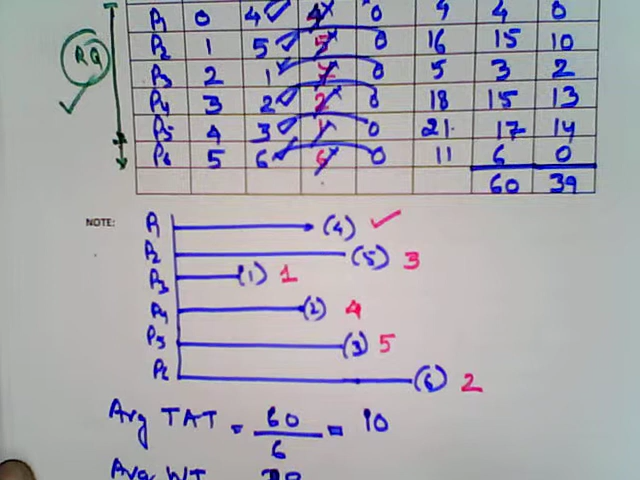 P1 0 4 4 0 4 4 0
P2 1 5 5 0 16 15 10
RQ
P3 2 1 0 5 3 2
P4 3 2 2 0 18 15 13
P5 4 3 1 0 21 17 14
P6 5 6 6 0 11 6 0
60 39
NOTE:
P1 (4)
P2 (5) 3
P3 (1) 1
P4 (2) 4
P5 (3) 5
(6) 2
Avg TAT = 60/6 = 10
Avg WT